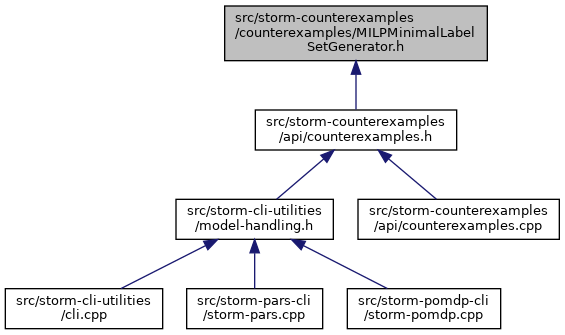 src/storm-counterexamples
/counterexamples/MILPMinimalLabel
SetGenerator.h
src/storm-counterexamples
/api/counterexamples.h
src/storm-cli-utilities
/model-handling.h
src/storm-counterexamples
/api/counterexamples.cpp
src/storm-cli-utilities
/cli.cpp
src/storm-pars-cli
/storm-pars.cpp
src/storm-pomdp-cli
/storm-pomdp.cpp